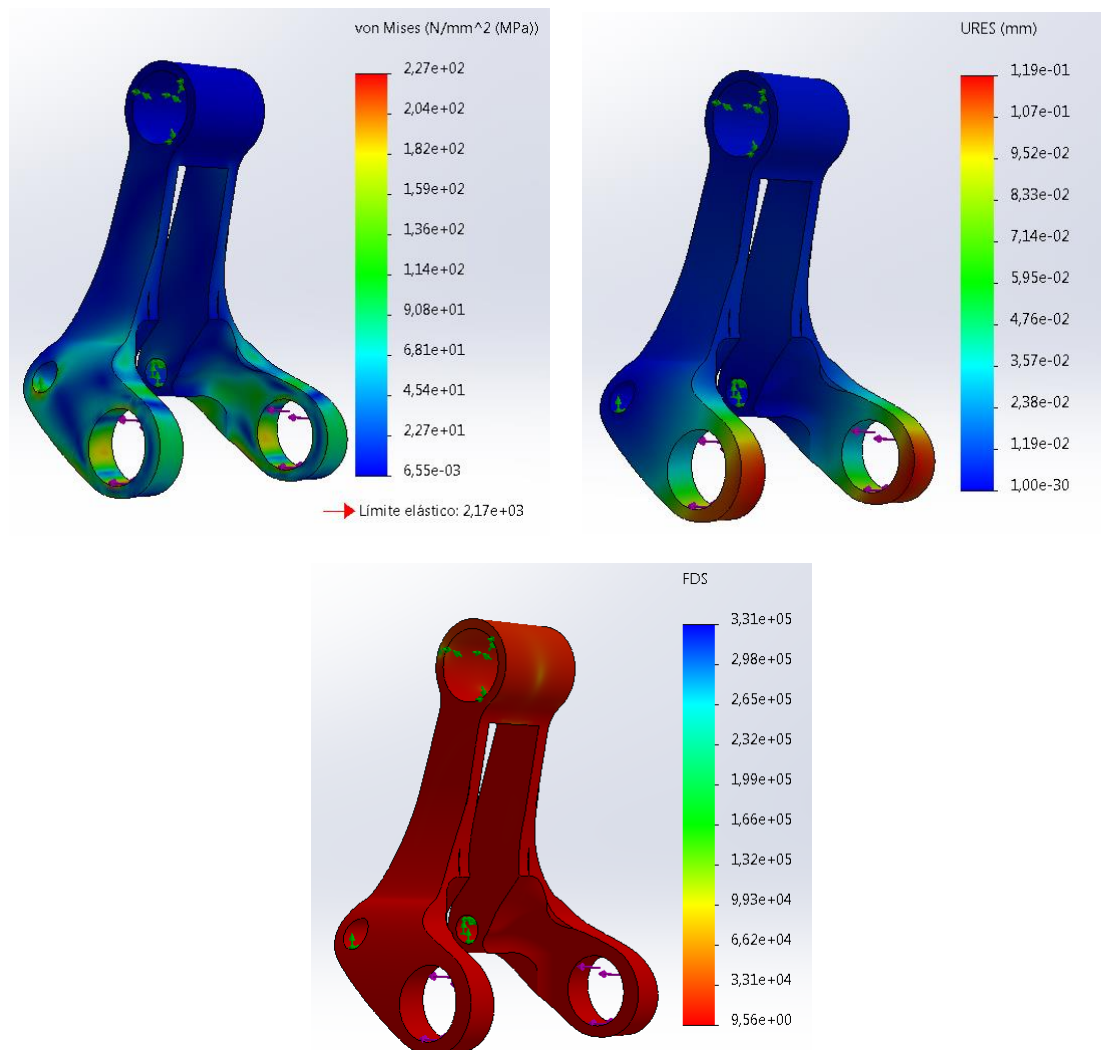 von Mises (N/mm^2 (MPa))
2,27e+02
2,04e+02
1,82e+02
1,59e+02
1,36e+02
1,14e+02
9,08e+01
6,81e+01
4,54e+01
2,27e+01
6,55e-03
Límite elástico: 2,17e+03
URES (mm)
1,19e-01
1,07e-01
9,52e-02
8,33e-02
7,14e-02
5,95e-02
4,76e-02
3,57e-02
2,38e-02
1,19e-02
1,00e-30
FDS
3,31e+05
2,98e+05
2,65e+05
2,32e+05
1,99e+05
1,66e+05
1,32e+05
9,93e+04
6,62e+04
3,31e+04
9,56e+00